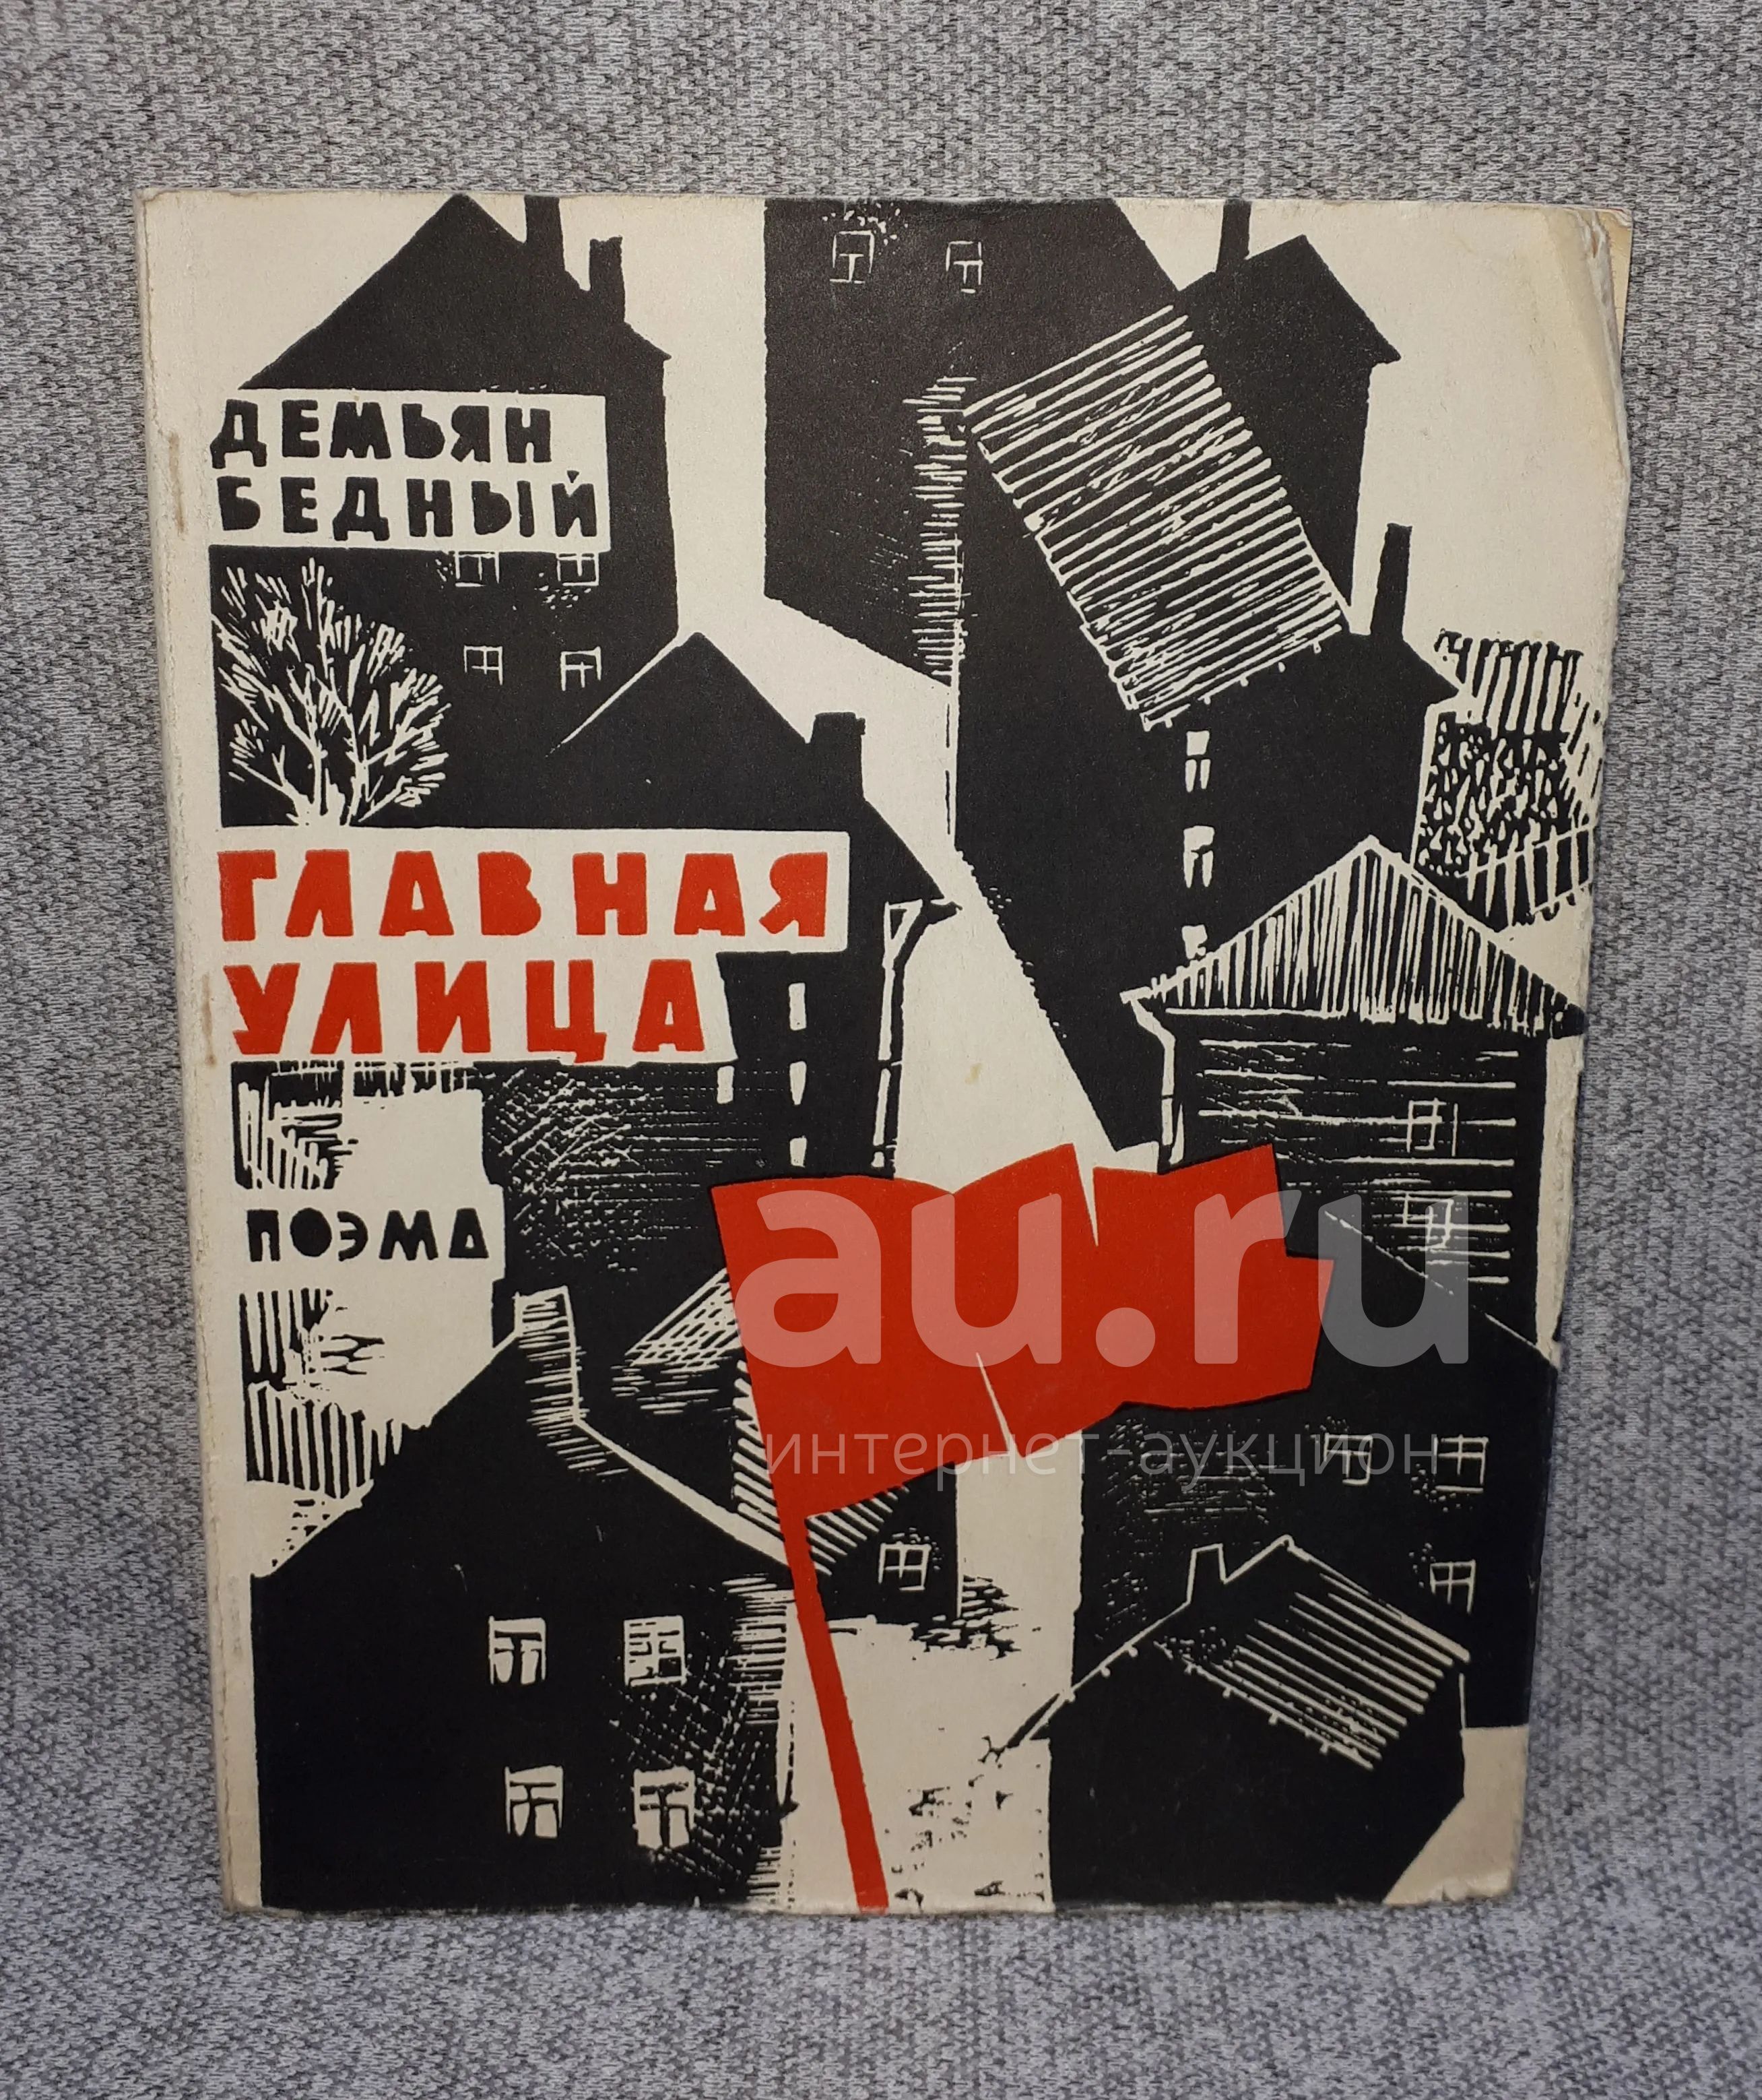 ДЕМЬЯН
БЕДНЫЙ
ГЛАВНАЯ
УЛИЦА
ПОЭМА
au.ru
интернет-аукцион